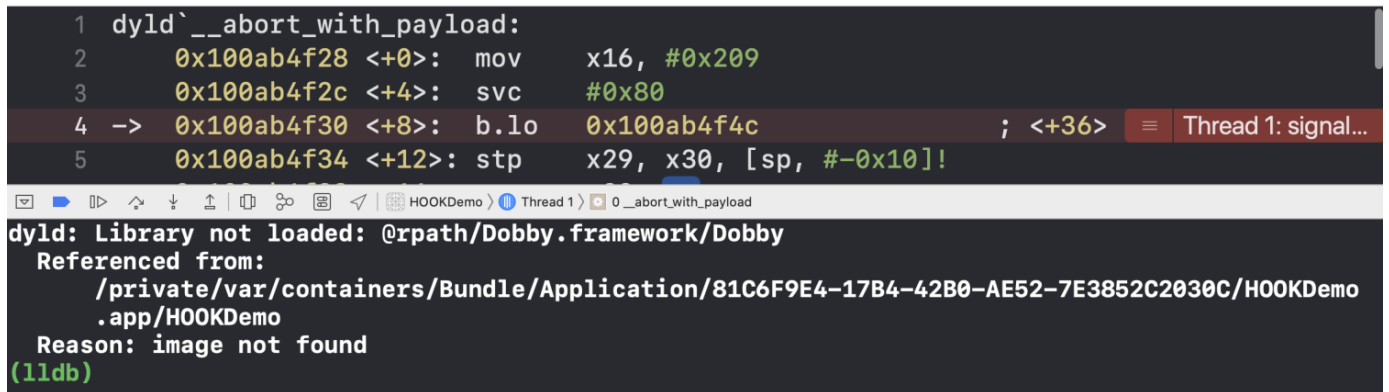 1 dyld`__abort_with_payload:
2 0x100ab4f28 <+0>: mov x16, #0x209
3 0x100ab4f2c <+4>: svc #0x80
4 -> 0x100ab4f30 <+8>: b.lo 0x100ab4f4c ; <+36> Thread 1: signal...
5 0x100ab4f34 <+12>: stp x29, x30, [sp, #-0x10]!
HOOKDemo Thread 1 0 __abort_with_payload
dyld: Library not loaded: @rpath/Dobby.framework/Dobby
Referenced from:
/private/var/containers/Bundle/Application/81C6F9E4-17B4-42B0-AE52-7E3852C2030C/HOOKDemo
.app/HOOKDemo
Reason: image not found
(lldb)